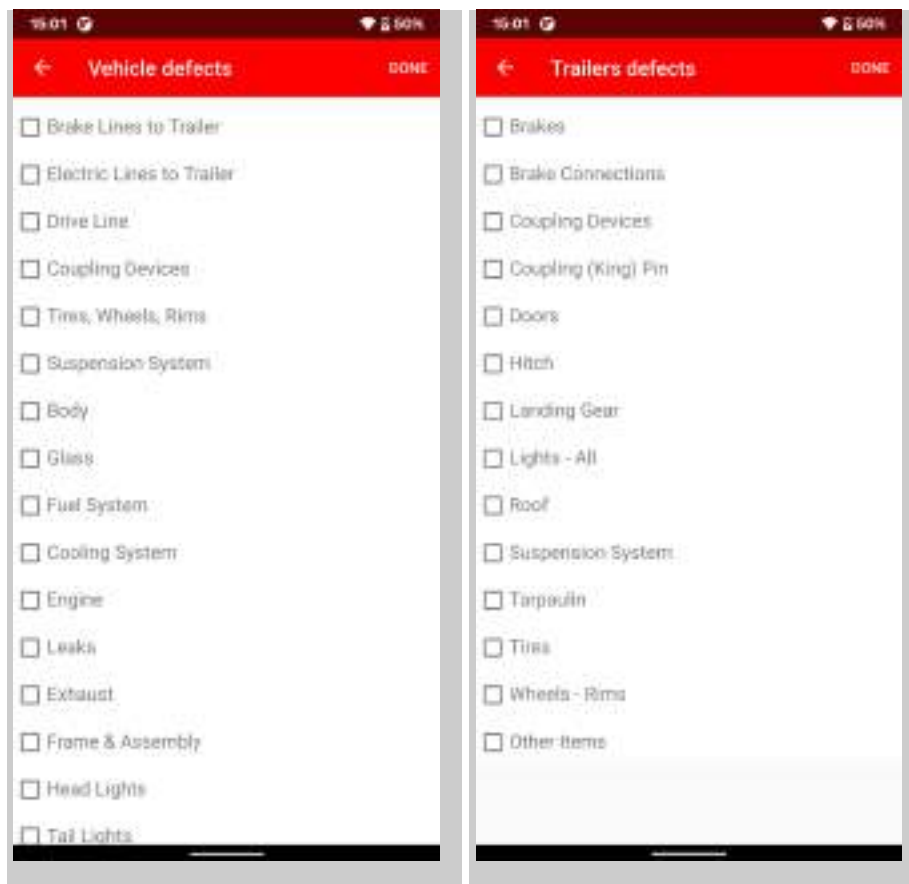 15:01
50%
Vehicle defects
DONE
Brake Lines to Trailer
Electric Lines to Trailer
Drive Line
Coupling Devices
Tires, Wheels, Rims
Suspension System
Body
Glass
Fuel System
Cooling System
Engine
Leaks
Exhaust
Frame & Assembly
Head Lights
Tail Lights
15:01
50%
Trailers defects
DONE
Brakes
Brake Connections
Coupling Devices
Coupling (King) Pin
Doors
Hitch
Landing Gear
Lights - All
Roof
Suspension System
Tarpaulin
Tires
Wheels - Rims
Other Items